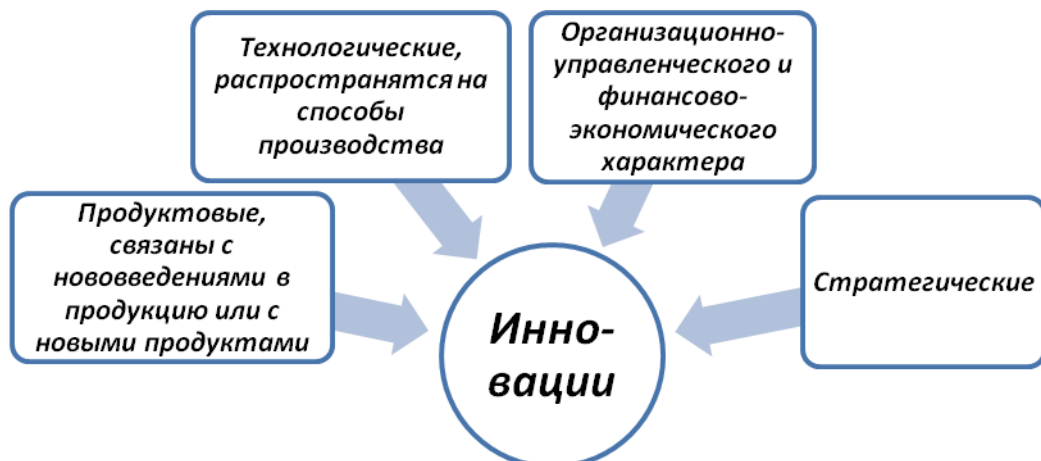 Технологические,
распространятся на
способы
производства
Организационно-
управленческого и
финансово-
экономического
характера
Продуктовые,
связаны с
нововведениями в
продукцию или с
новыми продуктами
Стратегические
Инно-
вации